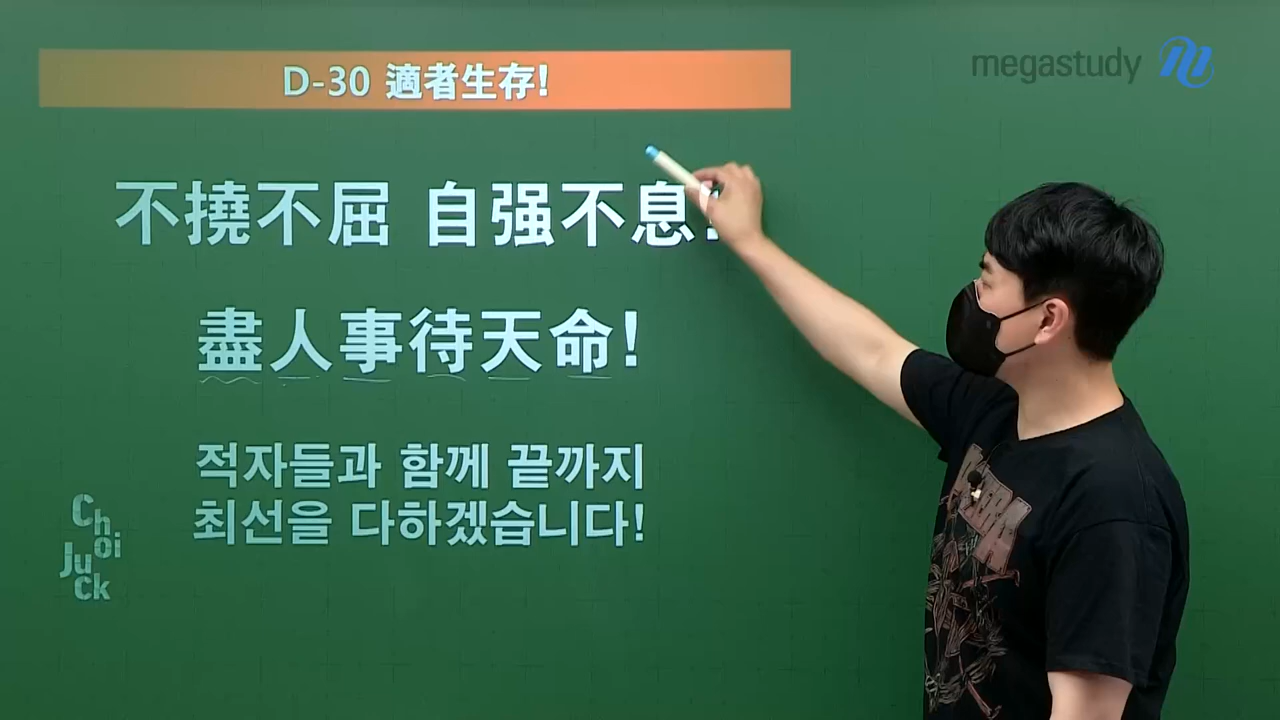 D-30 適者生存!
megastudy
不撓不屈 自强不息!
盡人事待天命!
적자들과 함께 끝까지
최선을 다하겠습니다!
Choi
Juck